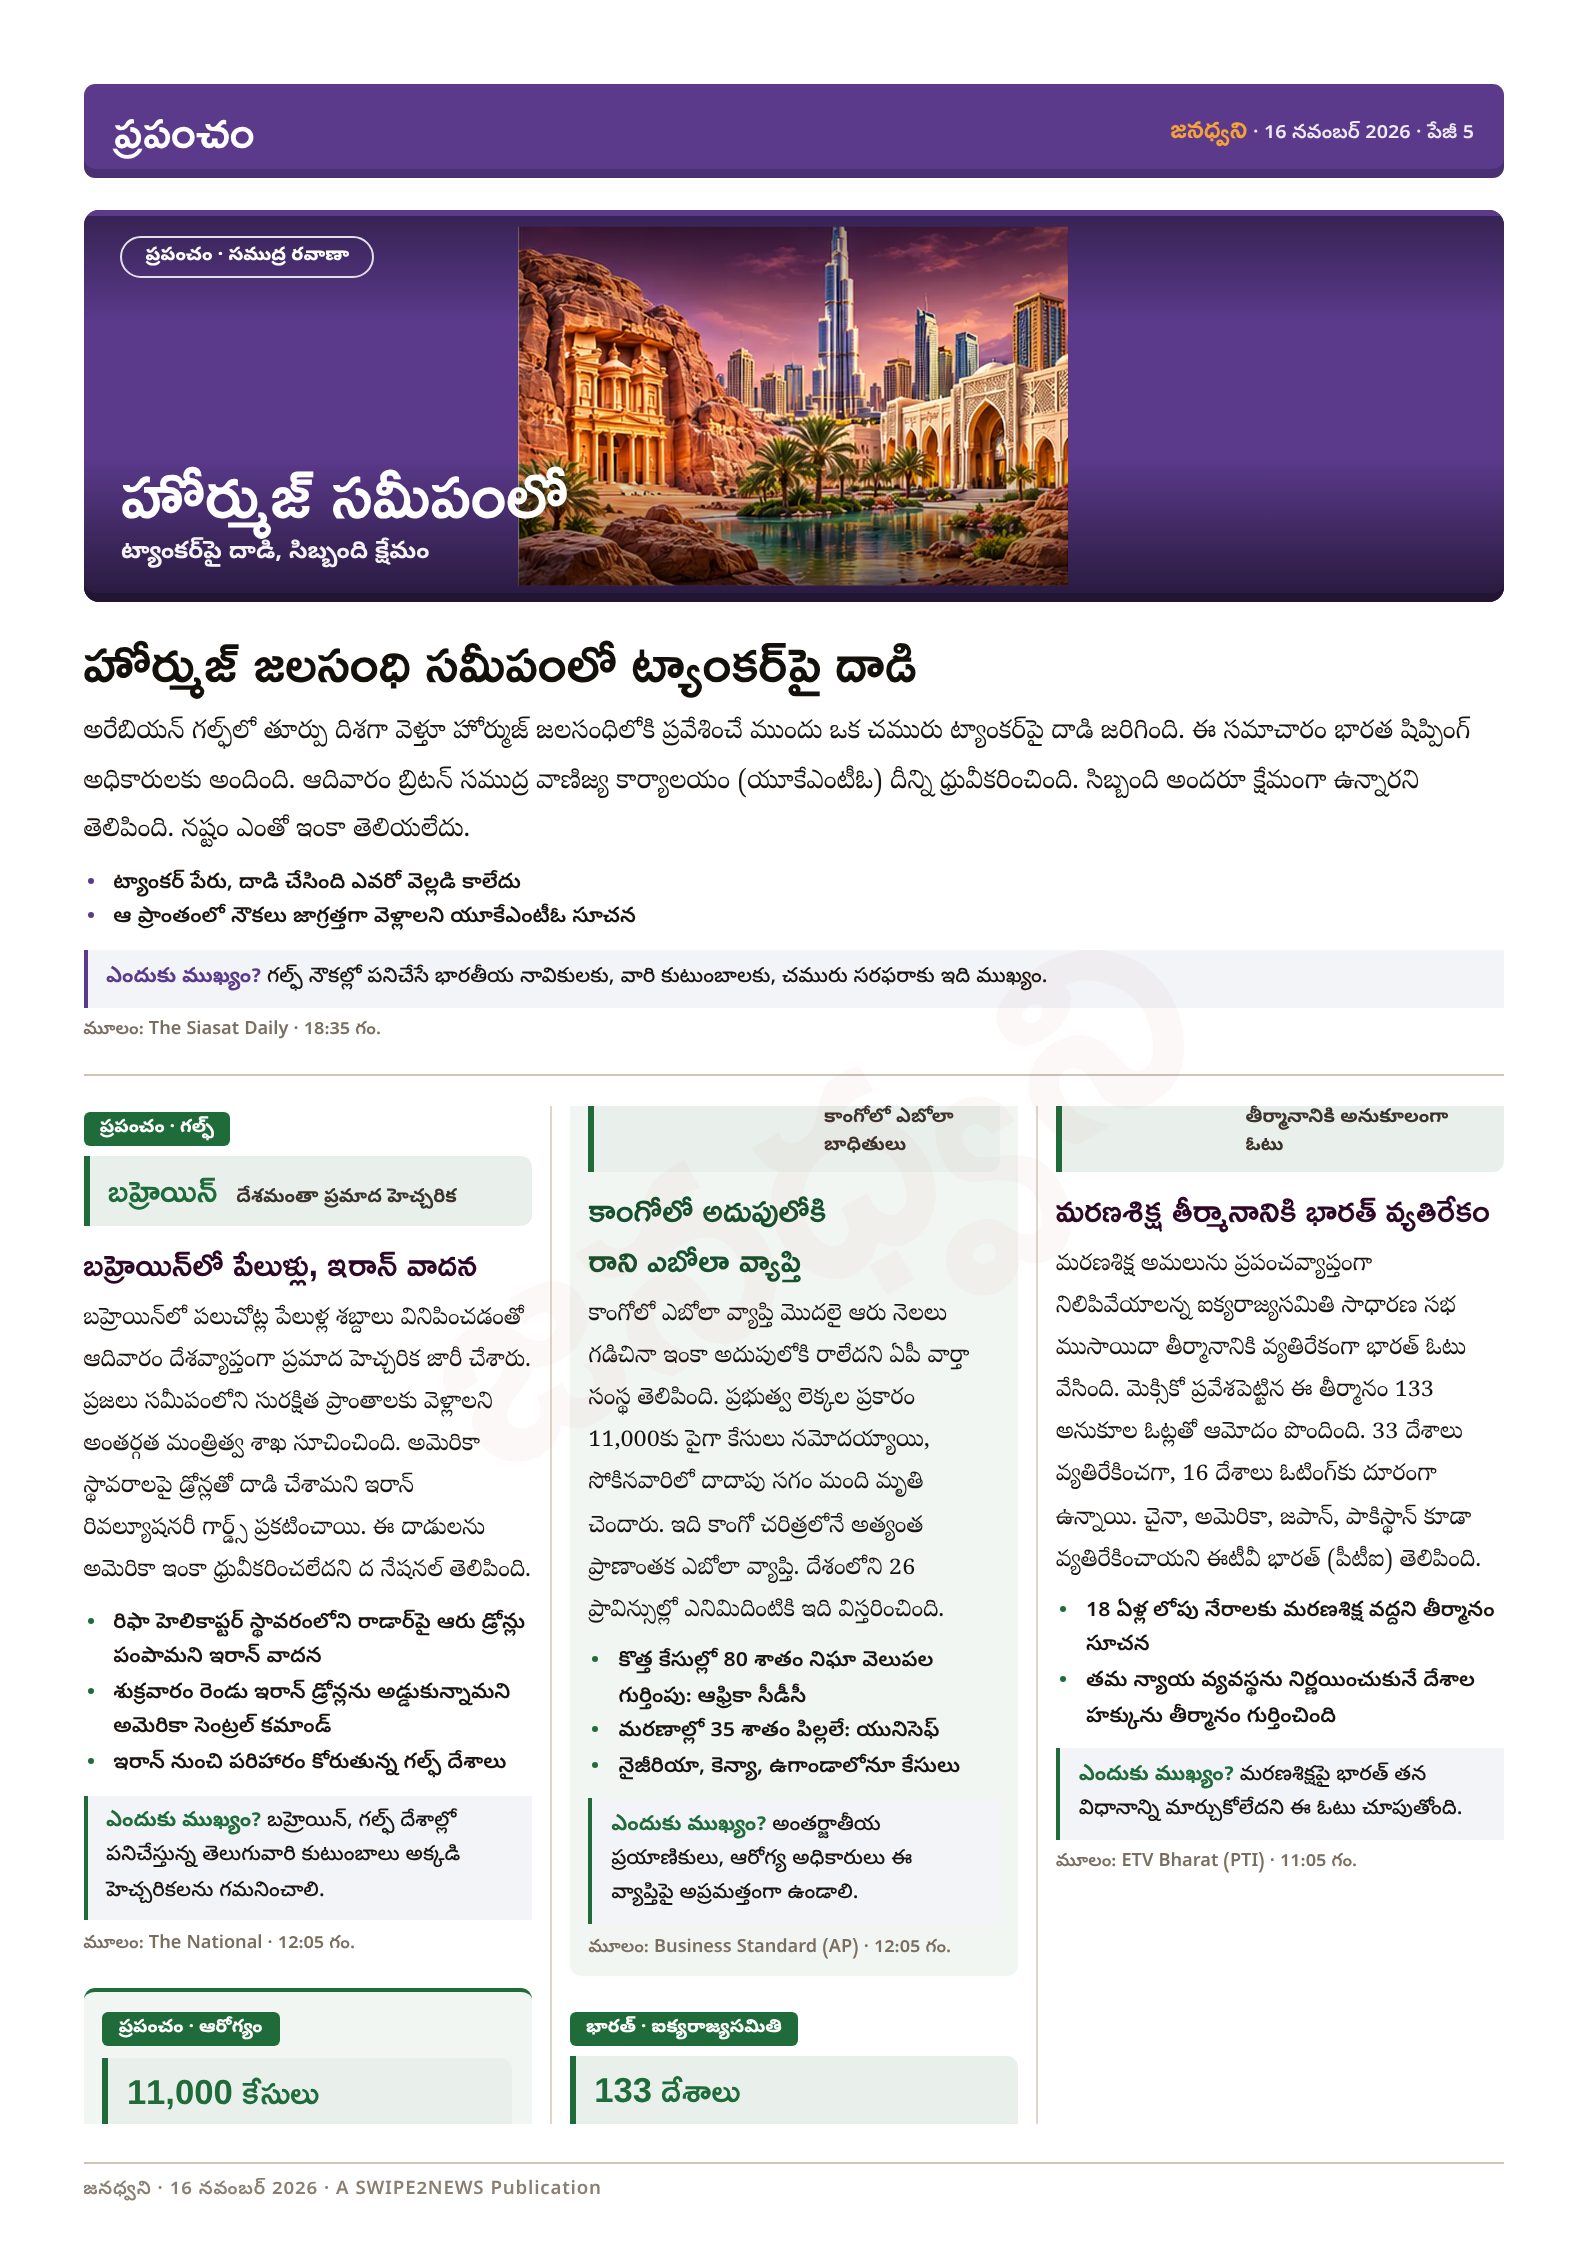 ప్రపంచం
జనధ్వని · 16 నవంబర్ 2026 · పేజీ 5
ప్రపంచం · సముద్ర రవాణా
హోర్ముజ్ సమీపంలో
ట్యాంకర్‌పై దాడి, సిబ్బంది క్షేమం
హోర్ముజ్ జలసంధి సమీపంలో ట్యాంకర్‌పై దాడి
అరేబియన్ గల్ఫ్‌లో తూర్పు దిశగా వెళ్తూ హోర్ముజ్ జలసంధిలోకి ప్రవేశించే ముందు ఒక చమురు ట్యాంకర్‌పై దాడి జరిగింది. ఈ సమాచారం భారత షిప్పింగ్
అధికారులకు అందింది. ఆదివారం బ్రిటన్ సముద్ర వాణిజ్య కార్యాలయం (యూకేఎంటీఓ) దీన్ని ధ్రువీకరించింది. సిబ్బంది అందరూ క్షేమంగా ఉన్నారని
తెలిపింది. నష్టం ఎంతో ఇంకా తెలియలేదు.
• ట్యాంకర్ పేరు, దాడి చేసింది ఎవరో వెల్లడి కాలేదు
• ఆ ప్రాంతంలో నౌకలు జాగ్రత్తగా వెళ్లాలని యూకేఎంటీఓ సూచన
ఎందుకు ముఖ్యం? గల్ఫ్ నౌకల్లో పనిచేసే భారతీయ నావికులకు, వారి కుటుంబాలకు, చమురు సరఫరాకు ఇది ముఖ్యం.
మూలం: The Siasat Daily · 18:35 గం.
ప్రపంచం · గల్ఫ్
బహ్రెయిన్ దేశమంతా ప్రమాద హెచ్చరిక
బహ్రెయిన్‌లో పేలుళ్లు, ఇరాన్ వాదన
బహ్రెయిన్‌లో పలుచోట్ల పేలుళ్ల శబ్దాలు వినిపించడంతో
ఆదివారం దేశవ్యాప్తంగా ప్రమాద హెచ్చరిక జారీ చేశారు.
ప్రజలు సమీపంలోని సురక్షిత ప్రాంతాలకు వెళ్లాలని
అంతర్గత మంత్రిత్వ శాఖ సూచించింది. అమెరికా
స్థావరాలపై డ్రోన్లతో దాడి చేశామని ఇరాన్
రివల్యూషనరీ గార్డ్స్ ప్రకటించాయి. ఈ దాడులను
అమెరికా ఇంకా ధ్రువీకరించలేదని ద నేషనల్ తెలిపింది.
• రిఫా హెలికాప్టర్ స్థావరంలోని రాడార్‌పై ఆరు డ్రోన్లు
పంపామని ఇరాన్ వాదన
• శుక్రవారం రెండు ఇరాన్ డ్రోన్లను అడ్డుకున్నామని
అమెరికా సెంట్రల్ కమాండ్
• ఇరాన్ నుంచి పరిహారం కోరుతున్న గల్ఫ్ దేశాలు
ఎందుకు ముఖ్యం? బహ్రెయిన్, గల్ఫ్ దేశాల్లో
పనిచేస్తున్న తెలుగువారి కుటుంబాలు అక్కడి
హెచ్చరికలను గమనించాలి.
మూలం: The National · 12:05 గం.
ప్రపంచం · ఆరోగ్యం
11,000 కేసులు
కాంగోలో ఎబోలా
బాధితులు
కాంగోలో అదుపులోకి
రాని ఎబోలా వ్యాప్తి
కాంగోలో ఎబోలా వ్యాప్తి మొదలై ఆరు నెలలు
గడిచినా ఇంకా అదుపులోకి రాలేదని ఏపీ వార్తా
సంస్థ తెలిపింది. ప్రభుత్వ లెక్కల ప్రకారం
11,000కు పైగా కేసులు నమోదయ్యాయి,
సోకినవారిలో దాదాపు సగం మంది మృతి
చెందారు. ఇది కాంగో చరిత్రలోనే అత్యంత
ప్రాణాంతక ఎబోలా వ్యాప్తి. దేశంలోని 26
ప్రావిన్సుల్లో ఎనిమిదింటికి ఇది విస్తరించింది.
• కొత్త కేసుల్లో 80 శాతం నిఘా వెలుపల
గుర్తింపు: ఆఫ్రికా సీడీసీ
• మరణాల్లో 35 శాతం పిల్లలే: యునిసెఫ్
• నైజీరియా, కెన్యా, ఉగాండాలోనూ కేసులు
ఎందుకు ముఖ్యం? అంతర్జాతీయ
ప్రయాణికులు, ఆరోగ్య అధికారులు ఈ
వ్యాప్తిపై అప్రమత్తంగా ఉండాలి.
మూలం: Business Standard (AP) · 12:05 గం.
భారత్ · ఐక్యరాజ్యసమితి
133 దేశాలు
తీర్మానానికి అనుకూలంగా
ఓటు
మరణశిక్ష తీర్మానానికి భారత్ వ్యతిరేకం
మరణశిక్ష అమలును ప్రపంచవ్యాప్తంగా
నిలిపివేయాలన్న ఐక్యరాజ్యసమితి సాధారణ సభ
ముసాయిదా తీర్మానానికి వ్యతిరేకంగా భారత్ ఓటు
వేసింది. మెక్సికో ప్రవేశపెట్టిన ఈ తీర్మానం 133
అనుకూల ఓట్లతో ఆమోదం పొందింది. 33 దేశాలు
వ్యతిరేకించగా, 16 దేశాలు ఓటింగ్‌కు దూరంగా
ఉన్నాయి. చైనా, అమెరికా, జపాన్, పాకిస్థాన్ కూడా
వ్యతిరేకించాయని ఈటీవీ భారత్ (పీటీఐ) తెలిపింది.
• 18 ఏళ్ల లోపు నేరాలకు మరణశిక్ష వద్దని తీర్మానం
సూచన
• తమ న్యాయ వ్యవస్థను నిర్ణయించుకునే దేశాల
హక్కును తీర్మానం గుర్తించింది
ఎందుకు ముఖ్యం? మరణశిక్షపై భారత్ తన
విధానాన్ని మార్చుకోలేదని ఈ ఓటు చూపుతోంది.
మూలం: ETV Bharat (PTI) · 11:05 గం.
జనధ్వని
జనధ్వని · 16 నవంబర్ 2026 · A SWIPE2NEWS Publication